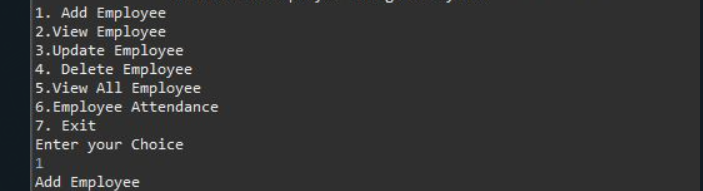 1. Add Employee
2.View Employee
3.Update Employee
4. Delete Employee
5.View All Employee
6.Employee Attendance
7. Exit
Enter your Choice
1
Add Employee